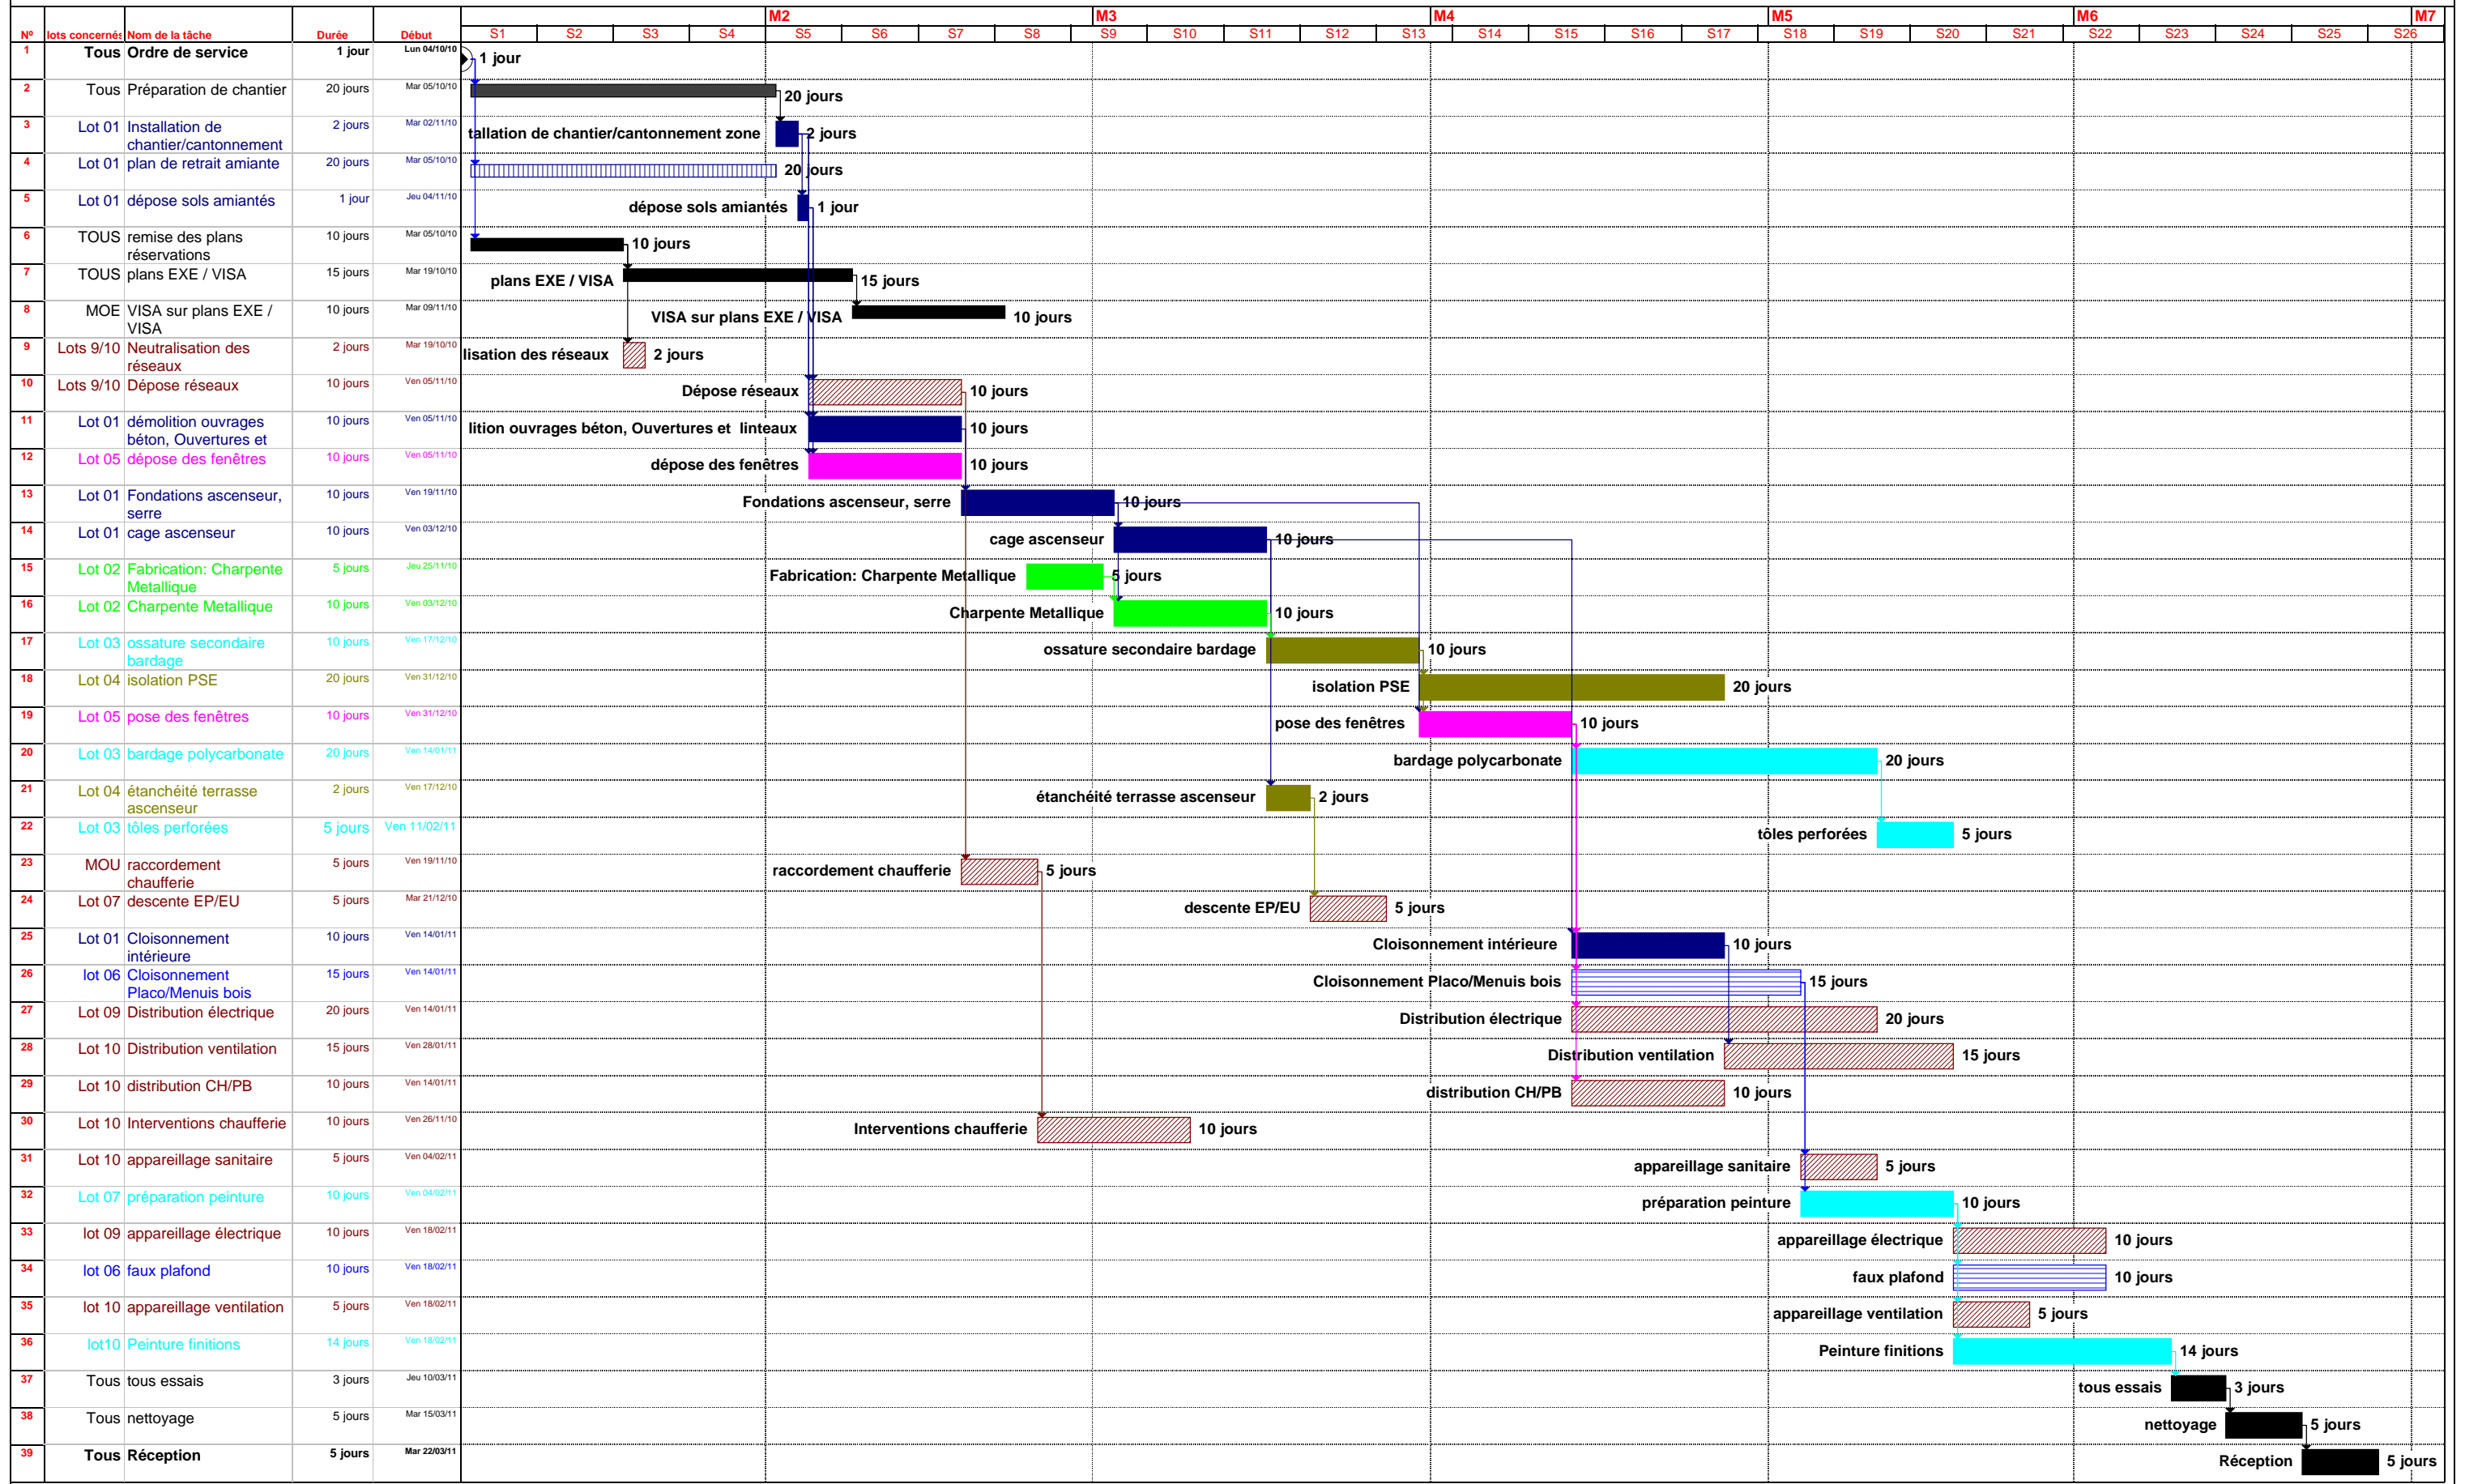 M2 M3 M4 M5 M6 M7
Nº lots concernés Nom de la tâche Durée Début S1 S2 S3 S4 S5 S6 S7 S8 S9 S10 S11 S12 S13 S14 S15 S16 S17 S18 S19 S20 S21 S22 S23 S24 S25 S26
1 Tous Ordre de service 1 jour Lun 04/10/10 1 jour
2 Tous Préparation de chantier 20 jours Mar 05/10/10 20 jours
3 Lot 01 Installation de 2 jours Mar 02/11/10 tallation de chantier/cantonnement zone 2 jours
chantier/cantonnement
4 Lot 01 plan de retrait amiante 20 jours Mar 05/10/10 20 jours
5 Lot 01 dépose sols amiantés 1 jour Jeu 04/11/10 dépose sols amiantés 1 jour
6 TOUS remise des plans 10 jours Mar 05/10/10 10 jours
réservations
7 TOUS plans EXE / VISA 15 jours Mar 19/10/10 plans EXE / VISA 15 jours
8 MOE VISA sur plans EXE / 10 jours Mar 09/11/10 VISA sur plans EXE / VISA 10 jours
VISA
9 Lots 9/10 Neutralisation des 2 jours Mar 19/10/10 lisation des réseaux 2 jours
réseaux
10 Lots 9/10 Dépose réseaux 10 jours Ven 05/11/10 Dépose réseaux 10 jours
11 Lot 01 démolition ouvrages 10 jours Ven 05/11/10 lition ouvrages béton, Ouvertures et linteaux 10 jours
béton, Ouvertures et
12 Lot 05 dépose des fenêtres 10 jours Ven 05/11/10 dépose des fenêtres 10 jours
13 Lot 01 Fondations ascenseur, 10 jours Ven 19/11/10 Fondations ascenseur, serre 10 jours
serre
14 Lot 01 cage ascenseur 10 jours Ven 03/12/10 cage ascenseur 10 jours
15 Lot 02 Fabrication: Charpente 5 jours Jeu 25/11/10 Fabrication: Charpente Metallique 5 jours
Metallique
16 Lot 02 Charpente Metallique 10 jours Ven 03/12/10 Charpente Metallique 10 jours
17 Lot 03 ossature secondaire 10 jours Ven 17/12/10 ossature secondaire bardage 10 jours
bardage
18 Lot 04 isolation PSE 20 jours Ven 31/12/10 isolation PSE 20 jours
19 Lot 05 pose des fenêtres 10 jours Ven 31/12/10 pose des fenêtres 10 jours
20 Lot 03 bardage polycarbonate 20 jours Ven 14/01/11 bardage polycarbonate 20 jours
21 Lot 04 étanchéité terrasse 2 jours Ven 17/12/10 étanchéité terrasse ascenseur 2 jours
ascenseur
22 Lot 03 tôles perforées 5 jours Ven 11/02/11 tôles perforées 5 jours
23 MOU raccordement 5 jours Ven 19/11/10 raccordement chaufferie 5 jours
chaufferie
24 Lot 07 descente EP/EU 5 jours Mar 21/12/10 descente EP/EU 5 jours
25 Lot 01 Cloisonnement 10 jours Ven 14/01/11 Cloisonnement intérieure 10 jours
intérieure
26 lot 06 Cloisonnement 15 jours Ven 14/01/11 Cloisonnement Placo/Menuis bois 15 jours
Placo/Menuis bois
27 Lot 09 Distribution électrique 20 jours Ven 14/01/11 Distribution électrique 20 jours
28 Lot 10 Distribution ventilation 15 jours Ven 28/01/11 Distribution ventilation 15 jours
29 Lot 10 distribution CH/PB 10 jours Ven 14/01/11 distribution CH/PB 10 jours
30 Lot 10 Interventions chaufferie 10 jours Ven 26/11/10 Interventions chaufferie 10 jours
31 Lot 10 appareillage sanitaire 5 jours Ven 04/02/11 appareillage sanitaire 5 jours
32 Lot 07 préparation peinture 10 jours Ven 04/02/11 préparation peinture 10 jours
33 lot 09 appareillage électrique 10 jours Ven 18/02/11 appareillage électrique 10 jours
34 lot 06 faux plafond 10 jours Ven 18/02/11 faux plafond 10 jours
35 lot 10 appareillage ventilation 5 jours Ven 18/02/11 appareillage ventilation 5 jours
36 lot10 Peinture finitions 14 jours Ven 18/02/11 Peinture finitions 14 jours
37 Tous tous essais 3 jours Jeu 10/03/11 tous essais 3 jours
38 Tous nettoyage 5 jours Mar 15/03/11 nettoyage 5 jours
39 Tous Réception 5 jours Mar 22/03/11 Réception 5 jours